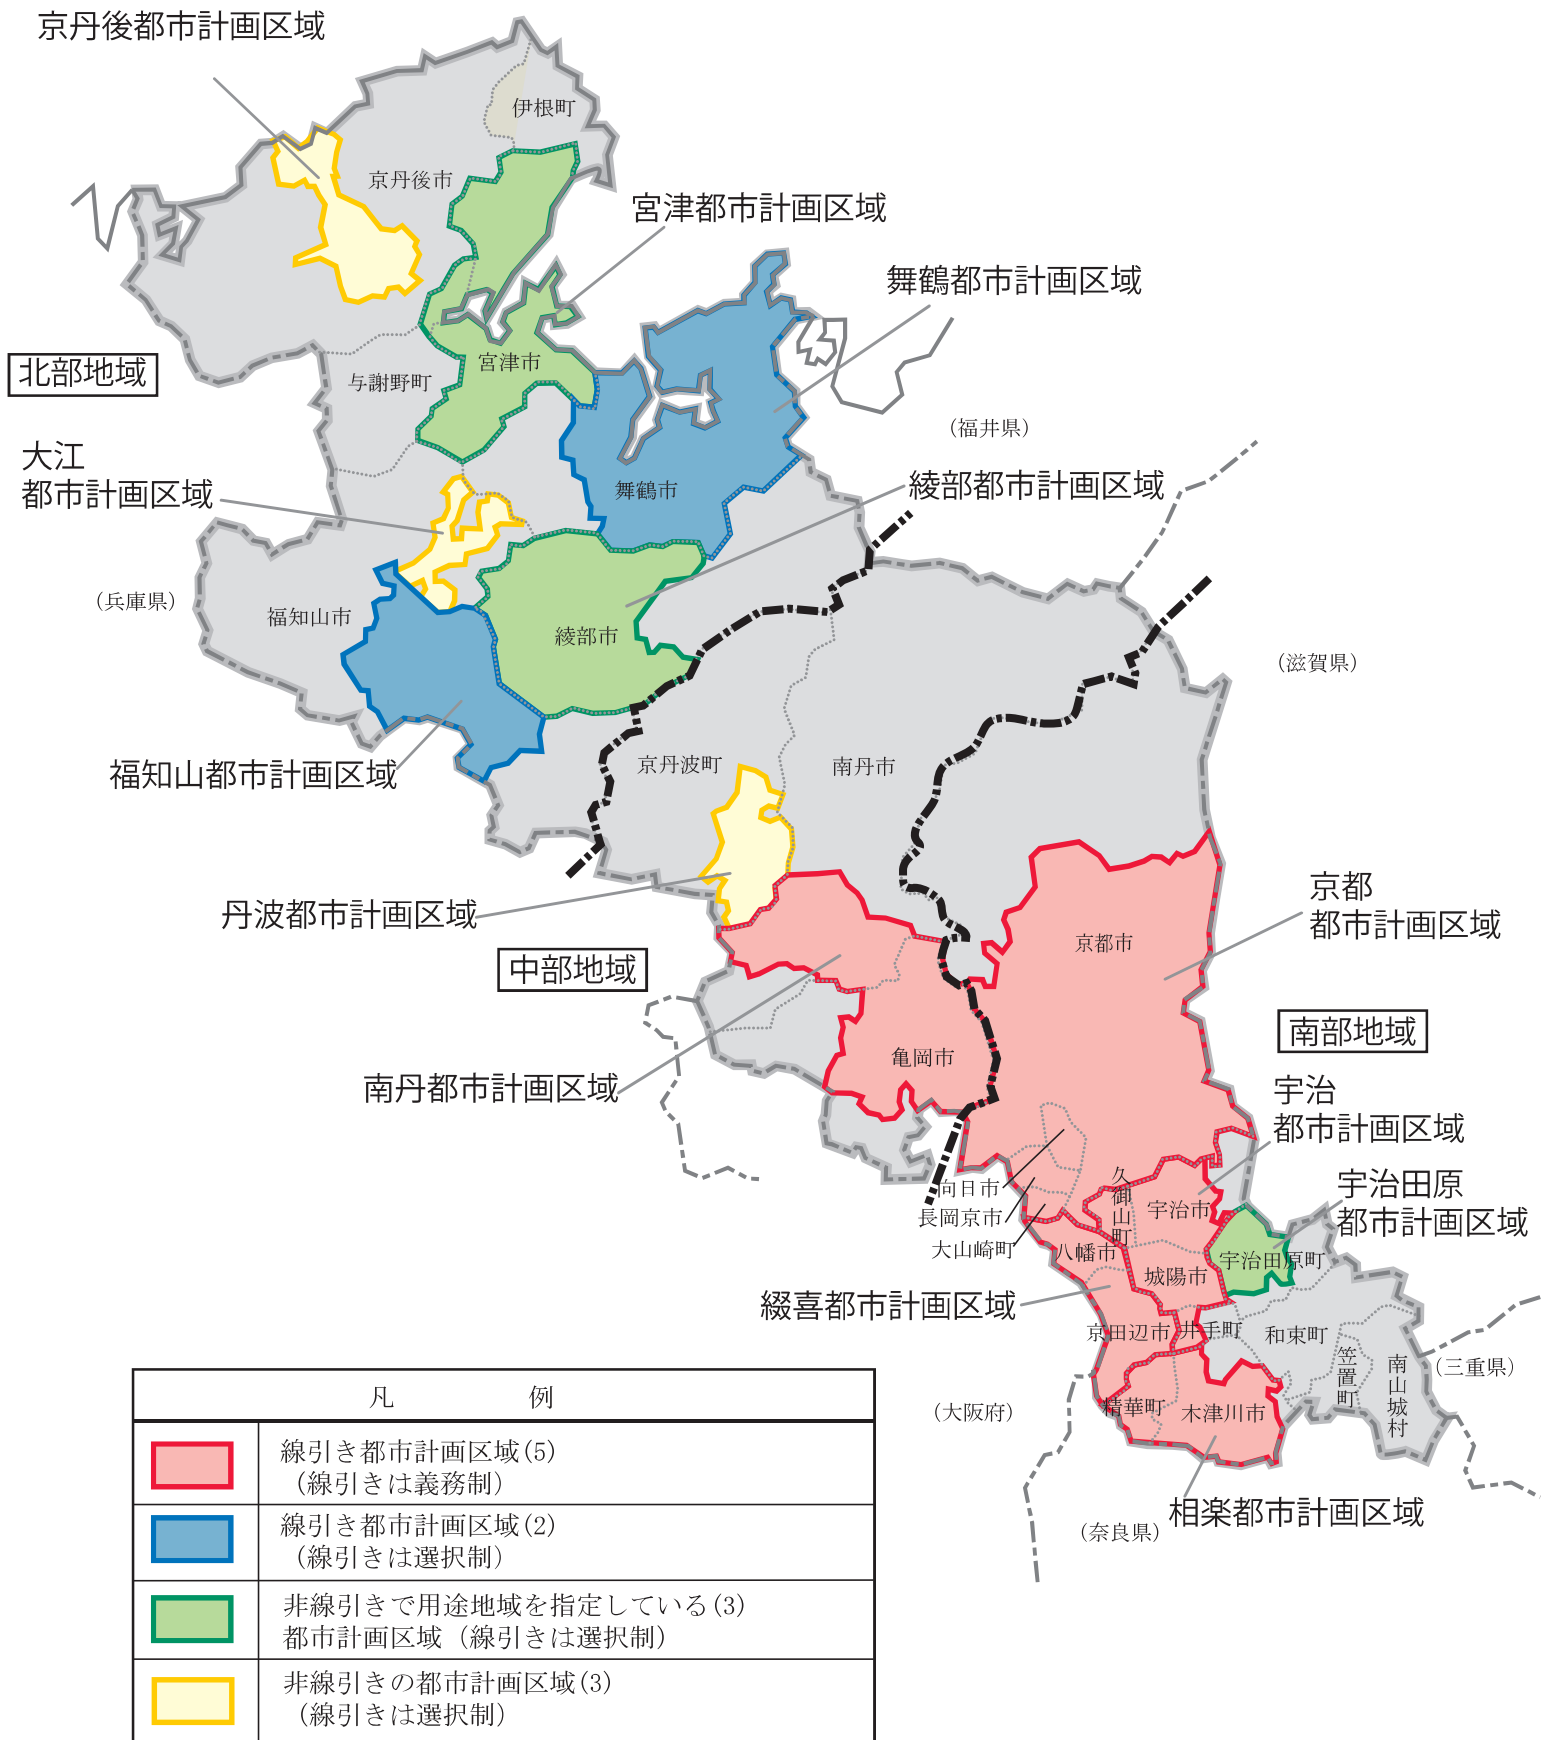 京丹後都市計画区域
伊根町
京丹後市
宮津都市計画区域
舞鶴都市計画区域
北部地域
与謝野町
宮津市
（福井県）
大江
都市計画区域
舞鶴市
綾部都市計画区域
（兵庫県）
福知山市
綾部市
（滋賀県）
福知山都市計画区域
京丹波町
南丹市
丹波都市計画区域
京都
都市計画区域
中部地域
京都市
南部地域
亀岡市
南丹都市計画区域
宇治
都市計画区域
向日市
久御山町
宇治市
宇治田原
都市計画区域
長岡京市
大山崎町
八幡市
宇治田原町
城陽市
綴喜都市計画区域
京田辺市
井手町
和束町
笠置町
南山城村
（三重県）
（大阪府）
精華町
木津川市
相楽都市計画区域
（奈良県）
凡　例
線引き都市計画区域(5)
（線引きは義務制）
線引き都市計画区域(2)
（線引きは選択制）
非線引きで用途地域を指定している(3)
都市計画区域（線引きは選択制）
非線引きの都市計画区域(3)
（線引きは選択制）